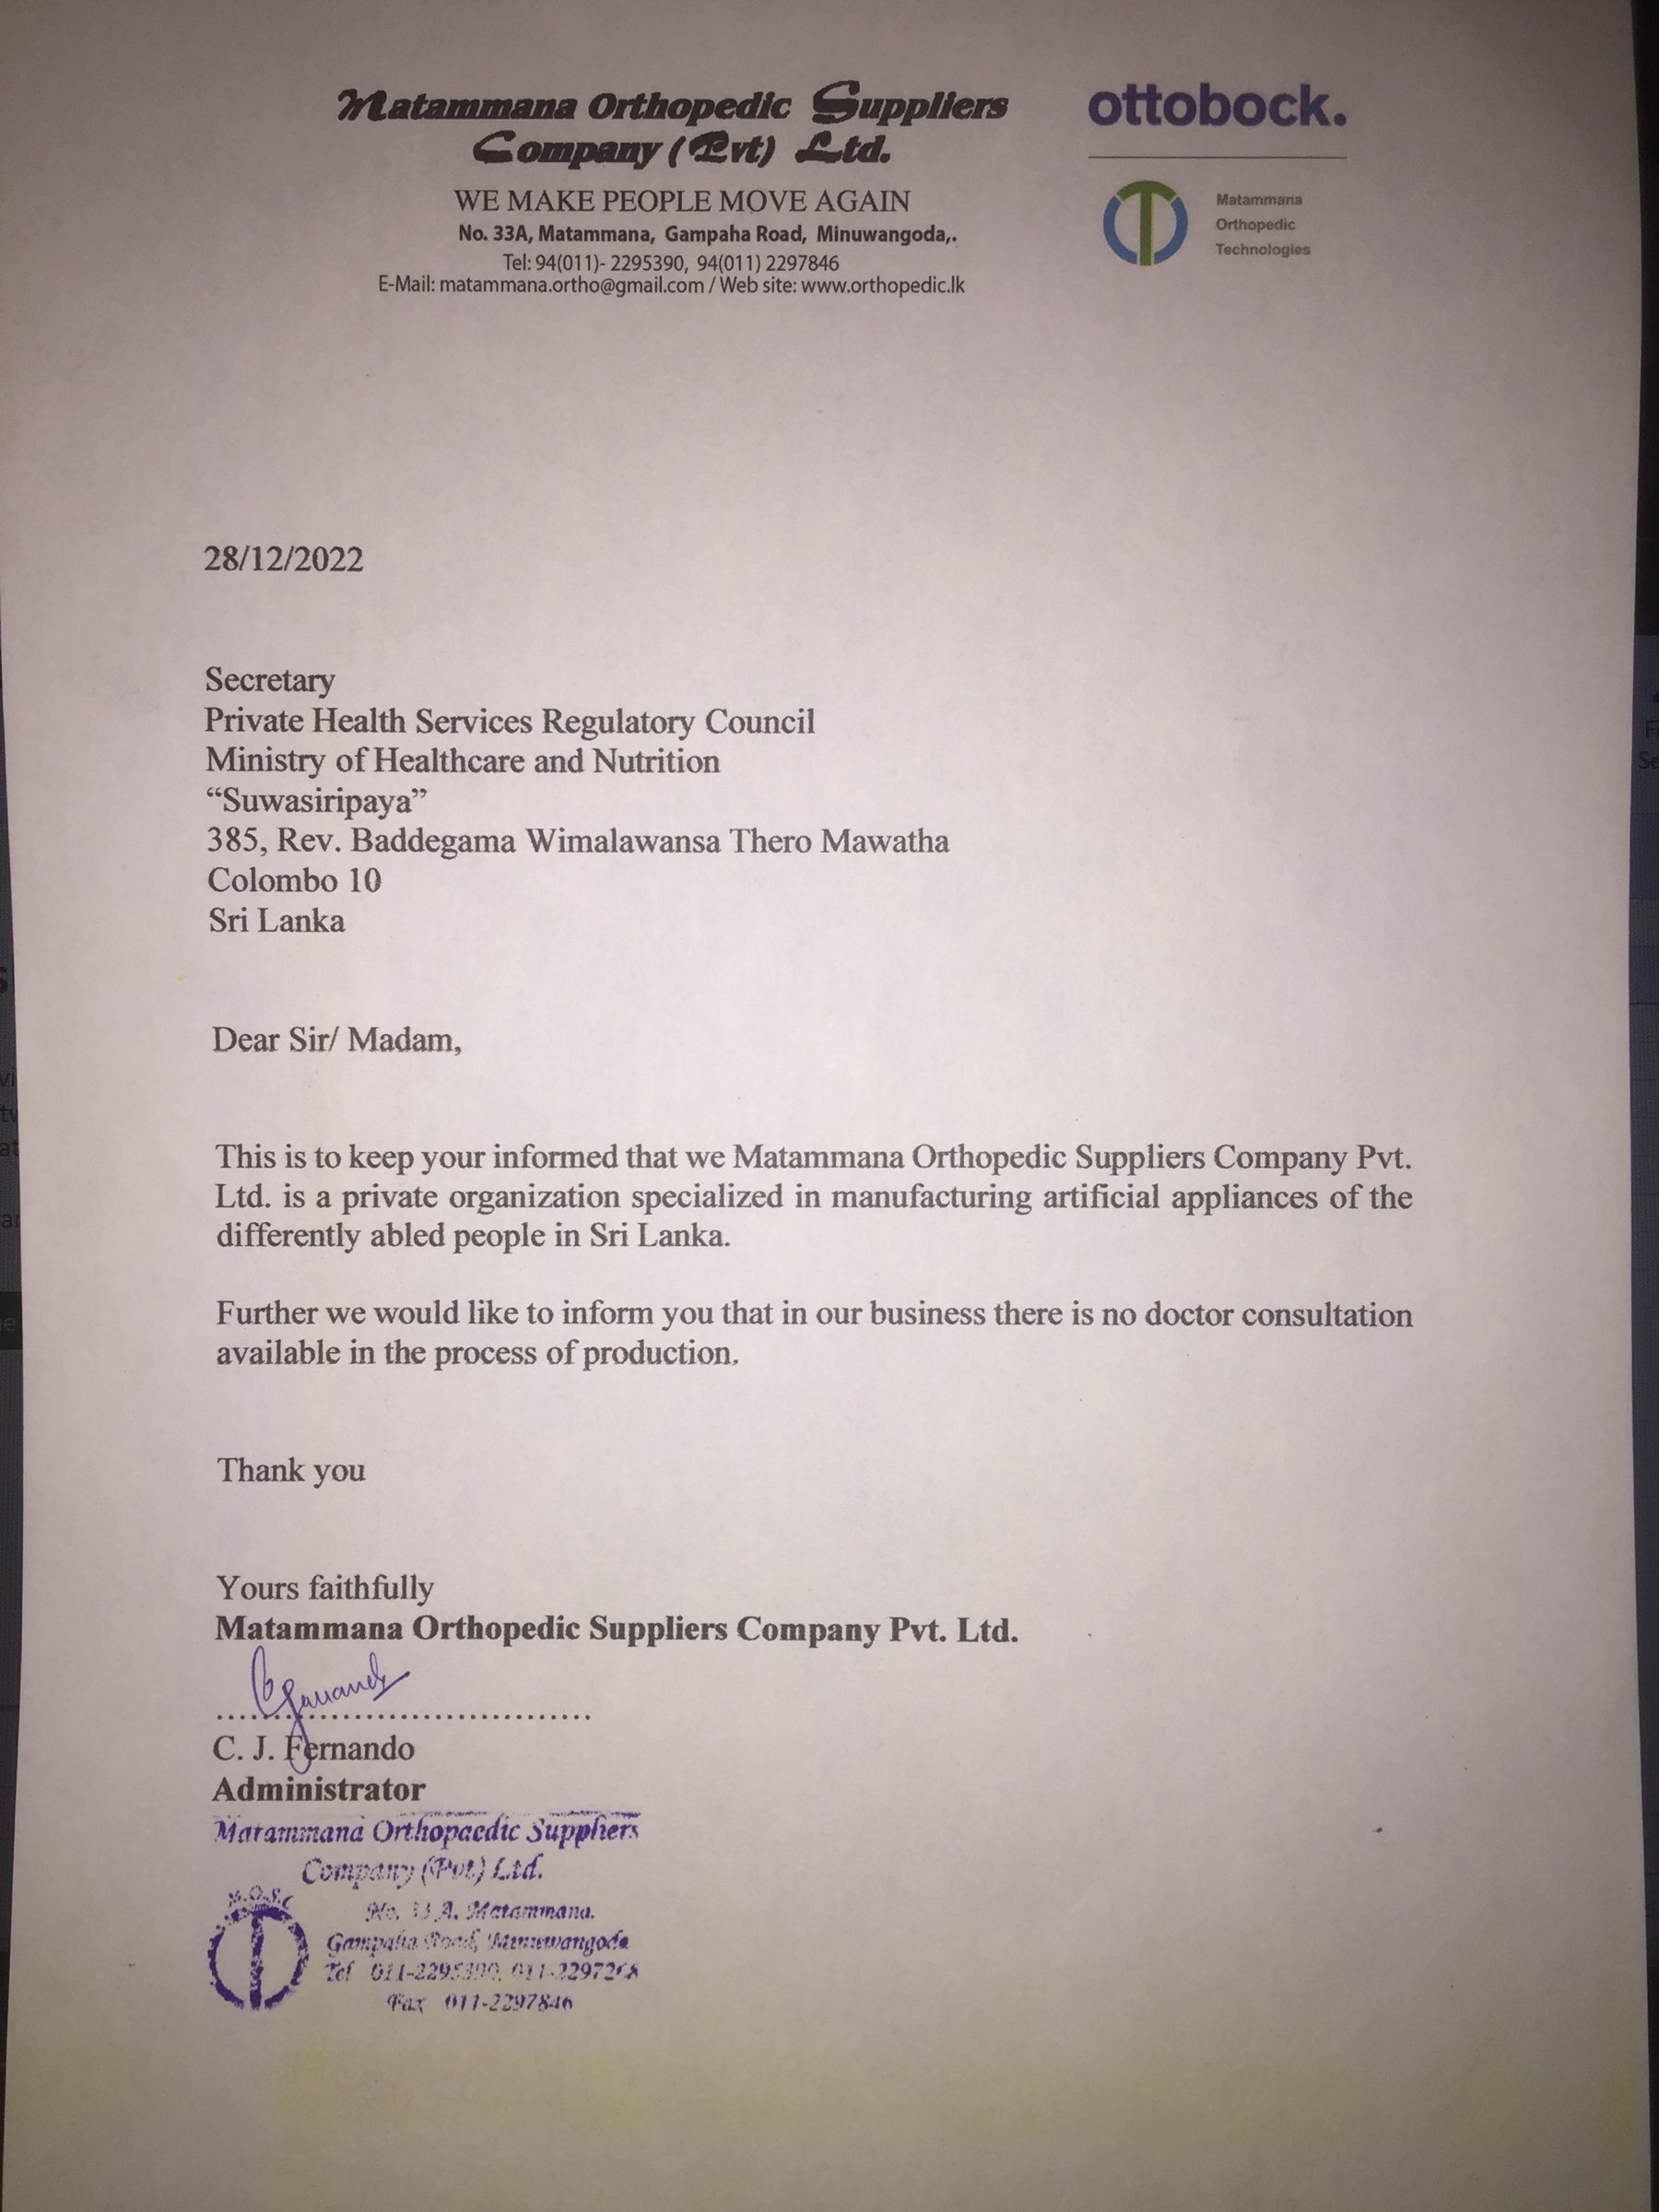 Matammana Orthopedic Suppliers
Company (Pvt) Ltd.
WE MAKE PEOPLE MOVE AGAIN
No. 33A, Matammana, Gampaha Road, Minuwangoda,.
Tel: 94(011)- 2295390, 94(011) 2297846
E-Mail: matammana.ortho@gmail.com / Web site: www.orthopedic.lk
ottobock.
Matammana
Orthopedic
Technologies
28/12/2022
Secretary
Private Health Services Regulatory Council
Ministry of Healthcare and Nutrition
“Suwasiripaya”
385, Rev. Baddegama Wimalawansa Thero Mawatha
Colombo 10
Sri Lanka
Dear Sir/ Madam,
This is to keep your informed that we Matammana Orthopedic Suppliers Company Pvt.
Ltd. is a private organization specialized in manufacturing artificial appliances of the
differently abled people in Sri Lanka.
Further we would like to inform you that in our business there is no doctor consultation
available in the process of production.
Thank you
Yours faithfully
Matammana Orthopedic Suppliers Company Pvt. Ltd.
C. J. Fernando
Administrator
Matammana Orthopaedic Suppliers
Company (Pvt) Ltd.
M.O.S.C
No. 33 A, Matammana.
Gampaha Road, Minuwangoda
Tel 011-2295390,
Fax 011-2297846